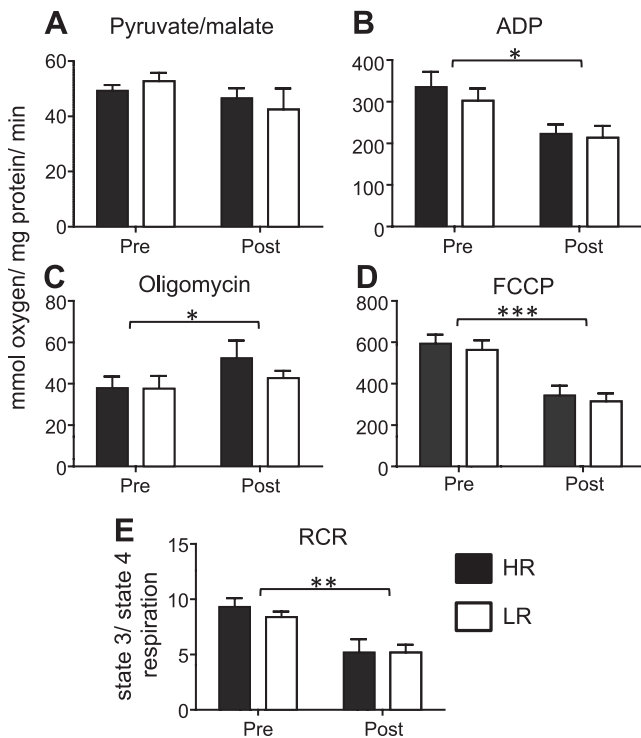 A Pyruvate/malate
60
40
20
0
Pre Post
B ADP
400
300
200
100
0
*
Pre Post
mmol oxygen/ mg protein/ min
C Oligomycin
80
60
40
20
0
*
Pre Post
D FCCP
800
600
400
200
0
***
Pre Post
E RCR
15
10
5
0
**
Pre Post
state 3/ state 4
respiration
HR
LR